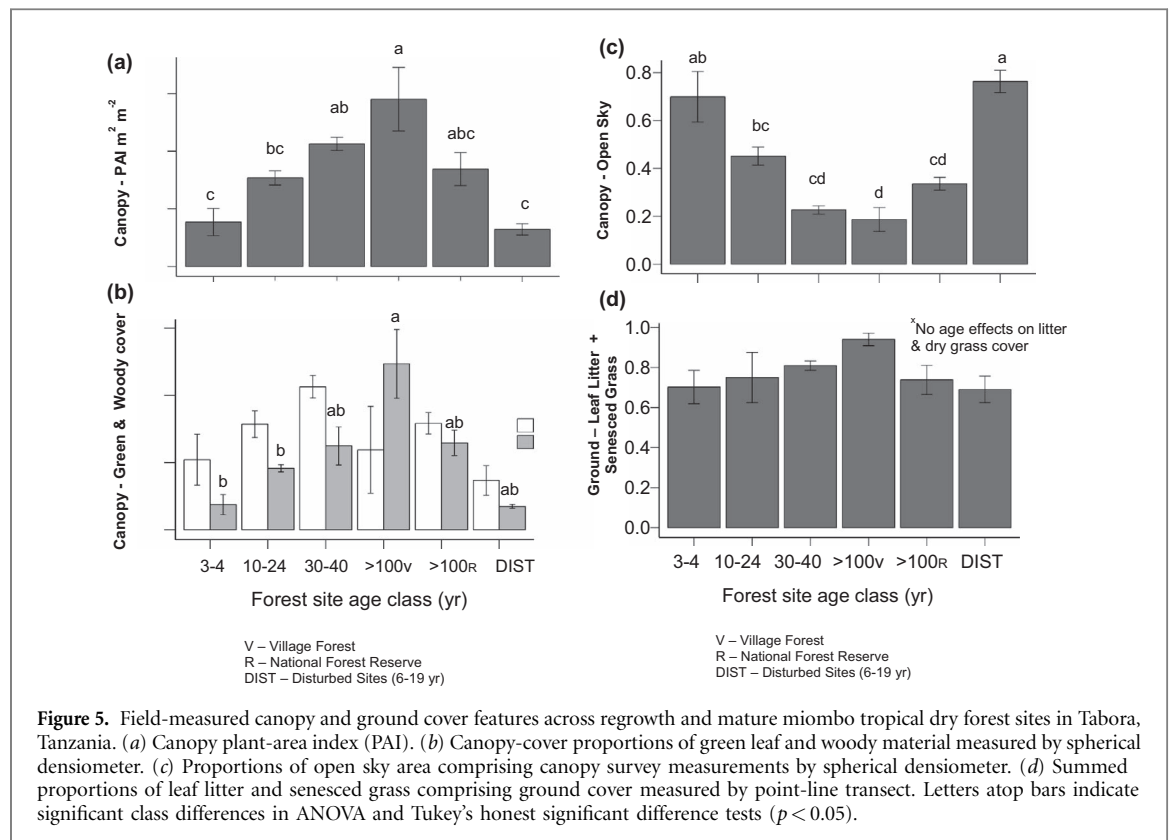 (a)
Canopy - PAI m² m⁻²
c
bc
ab
a
abc
c
(b)
Canopy - Green & Woody cover
b
b
ab
a
ab
ab
3-4 10-24 30-40 >100V >100R DIST
Forest site age class (yr)
V – Village Forest
R – National Forest Reserve
DIST – Disturbed Sites (6-19 yr)
(c)
Canopy - Open Sky
0.8
0.6
0.4
0.2
0.0
ab
bc
cd
d
cd
a
(d)
Ground – Leaf Litter +
Senesced Grass
1.0
0.8
0.6
0.4
0.2
0.0
ˣNo age effects on litter
& dry grass cover
3-4 10-24 30-40 >100V >100R DIST
Forest site age class (yr)
V – Village Forest
R – National Forest Reserve
DIST – Disturbed Sites (6-19 yr)
Figure 5. Field-measured canopy and ground cover features across regrowth and mature miombo tropical dry forest sites in Tabora,
Tanzania. (a) Canopy plant-area index (PAI). (b) Canopy-cover proportions of green leaf and woody material measured by spherical
densiometer. (c) Proportions of open sky area comprising canopy survey measurements by spherical densiometer. (d) Summed
proportions of leaf litter and senesced grass comprising ground cover measured by point-line transect. Letters atop bars indicate
significant class differences in ANOVA and Tukey's honest significant difference tests (p < 0.05).